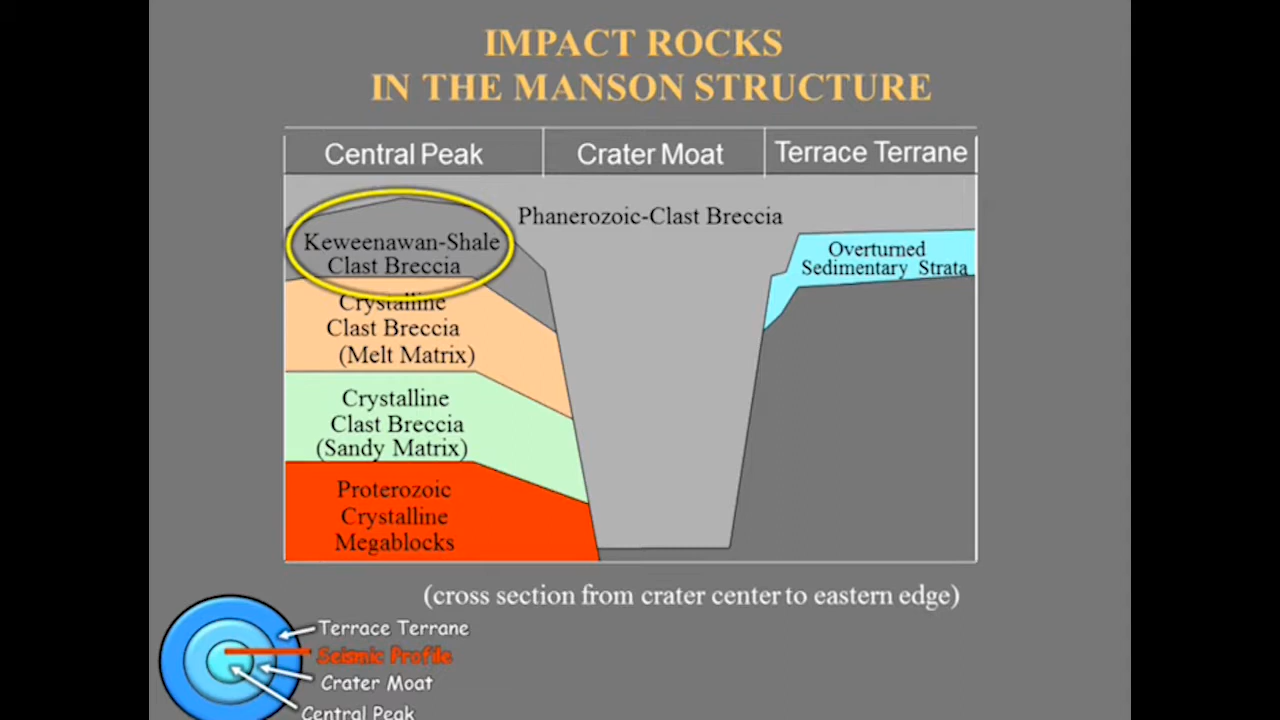 IMPACT ROCKS
IN THE MANSON STRUCTURE
Central Peak
Crater Moat
Terrace Terrane
Phanerozoic-Clast Breccia
Keweenawan-Shale
Clast Breccia
Overturned
Sedimentary Strata
Crystalline
Clast Breccia
(Melt Matrix)
Crystalline
Clast Breccia
(Sandy Matrix)
Proterozoic
Crystalline
Megablocks
(cross section from crater center to eastern edge)
Terrace Terrane
Seismic Profile
Crater Moat
Central Peak